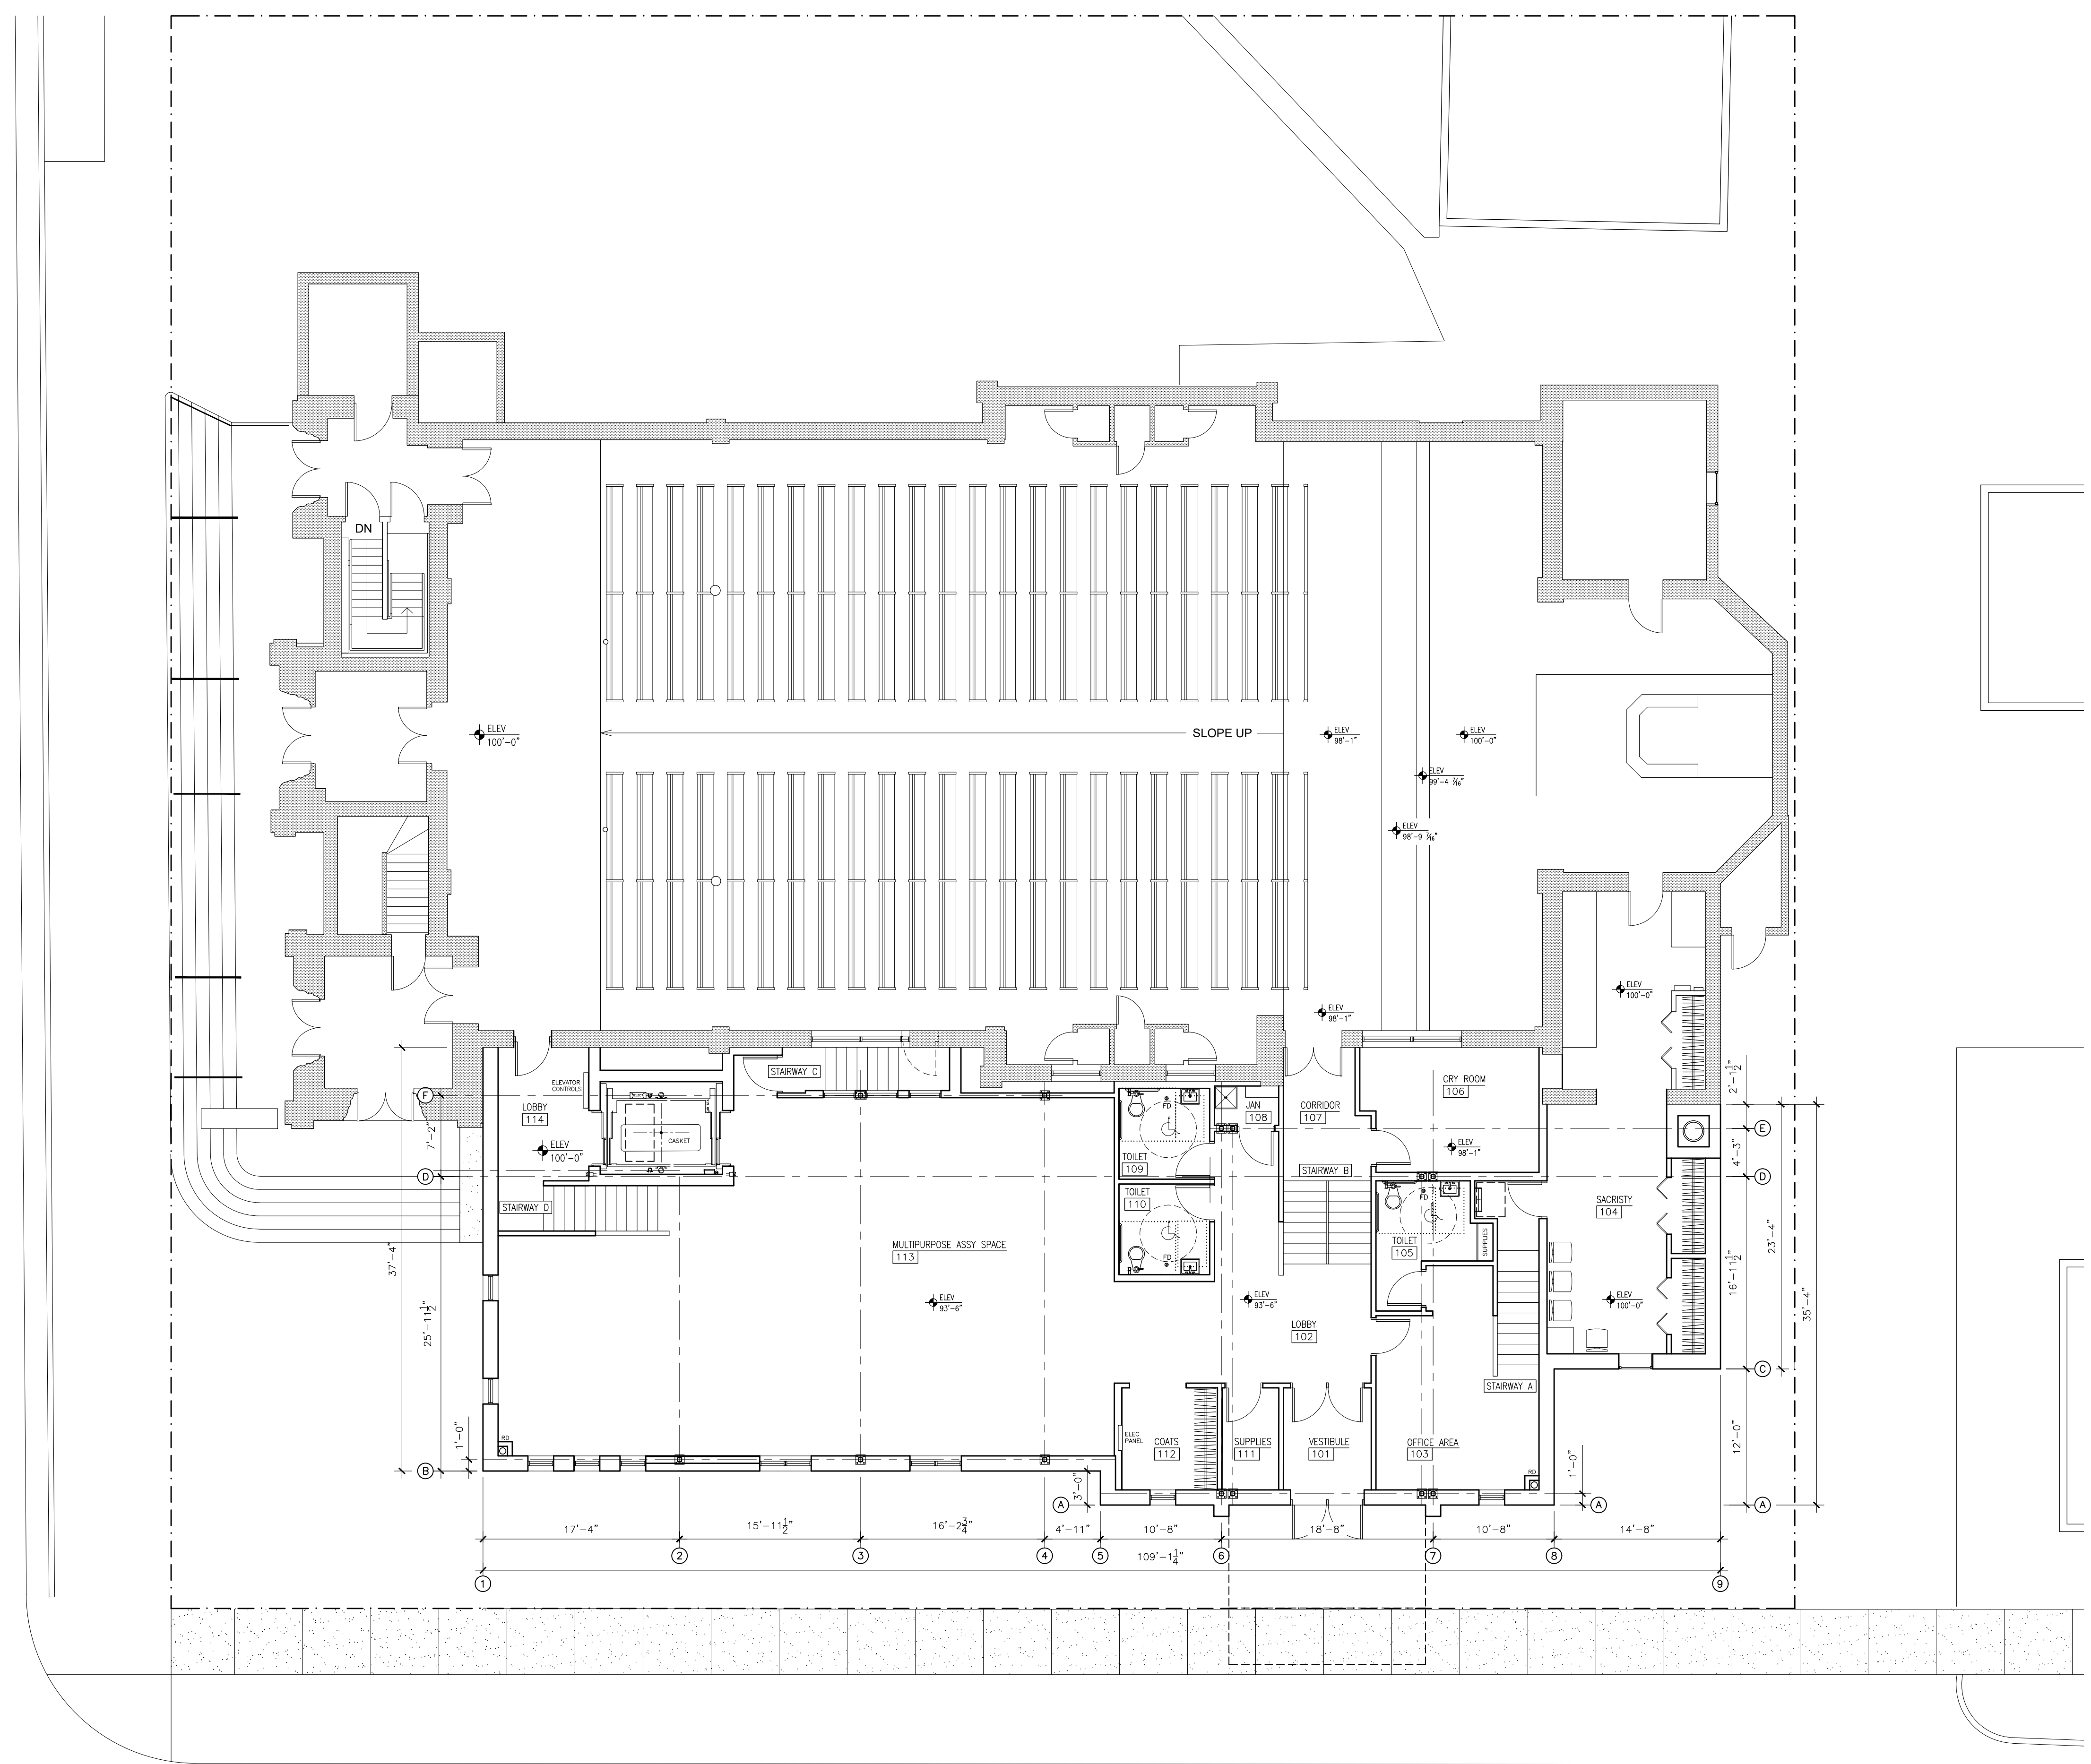 DN
ELEV
100'-0"
SLOPE UP
ELEV
98'-1"
ELEV
100'-0"
ELEV
99'-4 7/16"
ELEV
98'-9 7/16"
ELEV
100'-0"
ELEV
98'-1"
STAIRWAY C
ELEVATOR
CONTROLS
LOBBY
114
CASKET
ELEV
100'-0"
STAIRWAY D
FD
TOILET
109
TOILET
110
FD
JAN
108
CORRIDOR
107
CRY ROOM
106
ELEV
98'-1"
STAIRWAY B
FD
TOILET
105
SUPPLIES
SACRISTY
104
MULTIPURPOSE ASSY SPACE
113
ELEV
93'-6"
ELEV
93'-6"
ELEV
100'-0"
LOBBY
102
STAIRWAY A
RD
ELEC
PANEL
COATS
112
SUPPLIES
111
VESTIBULE
101
OFFICE AREA
103
RD
F
D
B
7'-2"
37'-4"
25'-11 1/2"
1'-0"
E
D
C
A
2'-1 1/2"
4'-3"
23'-4"
16'-11 1/2"
35'-4"
12'-0"
1'-0"
A
3'-0"
A
17'-4"
15'-11 1/2"
16'-2 3/4"
4'-11"
10'-8"
18'-8"
10'-8"
14'-8"
2
3
4
5
6
7
8
109'-1 1/4"
1
9